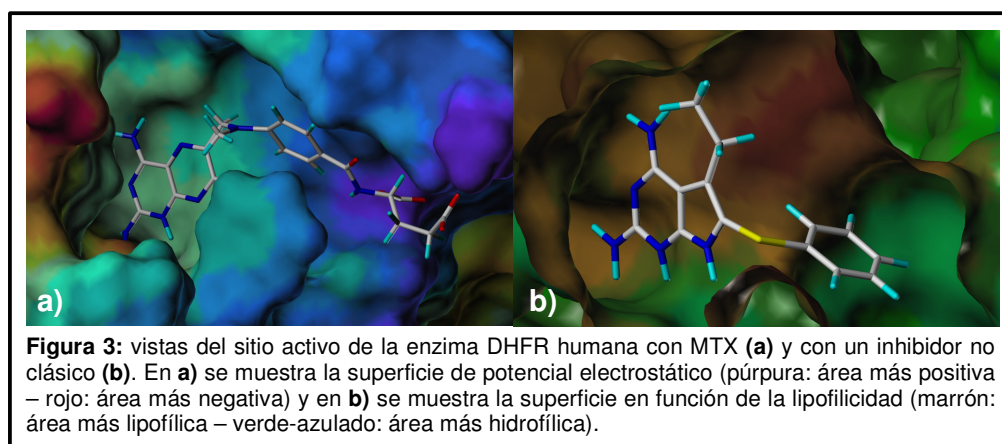 a)
b)
Figura 3: vistas del sitio activo de la enzima DHFR humana con MTX (a) y con un inhibidor no
clásico (b). En a) se muestra la superficie de potencial electrostático (púrpura: área más positiva
– rojo: área más negativa) y en b) se muestra la superficie en función de la lipofilicidad (marrón:
área más lipofílica – verde-azulado: área más hidrofílica).